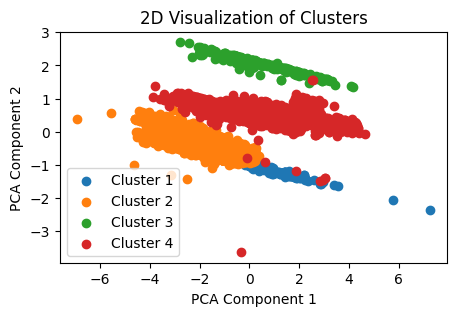 2D Visualization of Clusters
3
2
1
0
−1
−2
−3
PCA Component 2
Cluster 1
Cluster 2
Cluster 3
Cluster 4
−6
−4
−2
0
2
4
6
PCA Component 1